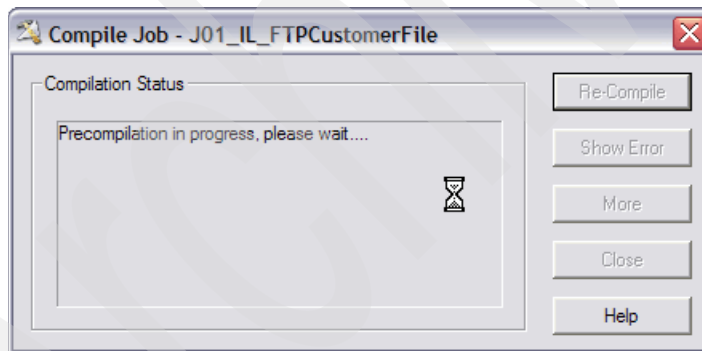 Compile Job - J01_IL_FTPCustomerFile
Compilation Status
Precompilation in progress, please wait....
Re-Compile
Show Error
More
Close
Help